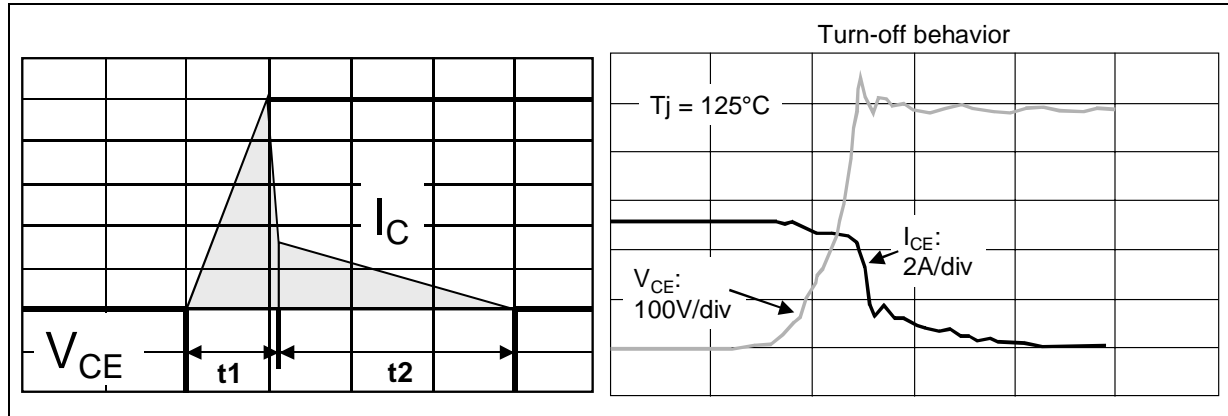 I_C
V_CE
t1
t2
Turn-off behavior
Tj = 125°C
I_CE:
2A/div
V_CE:
100V/div